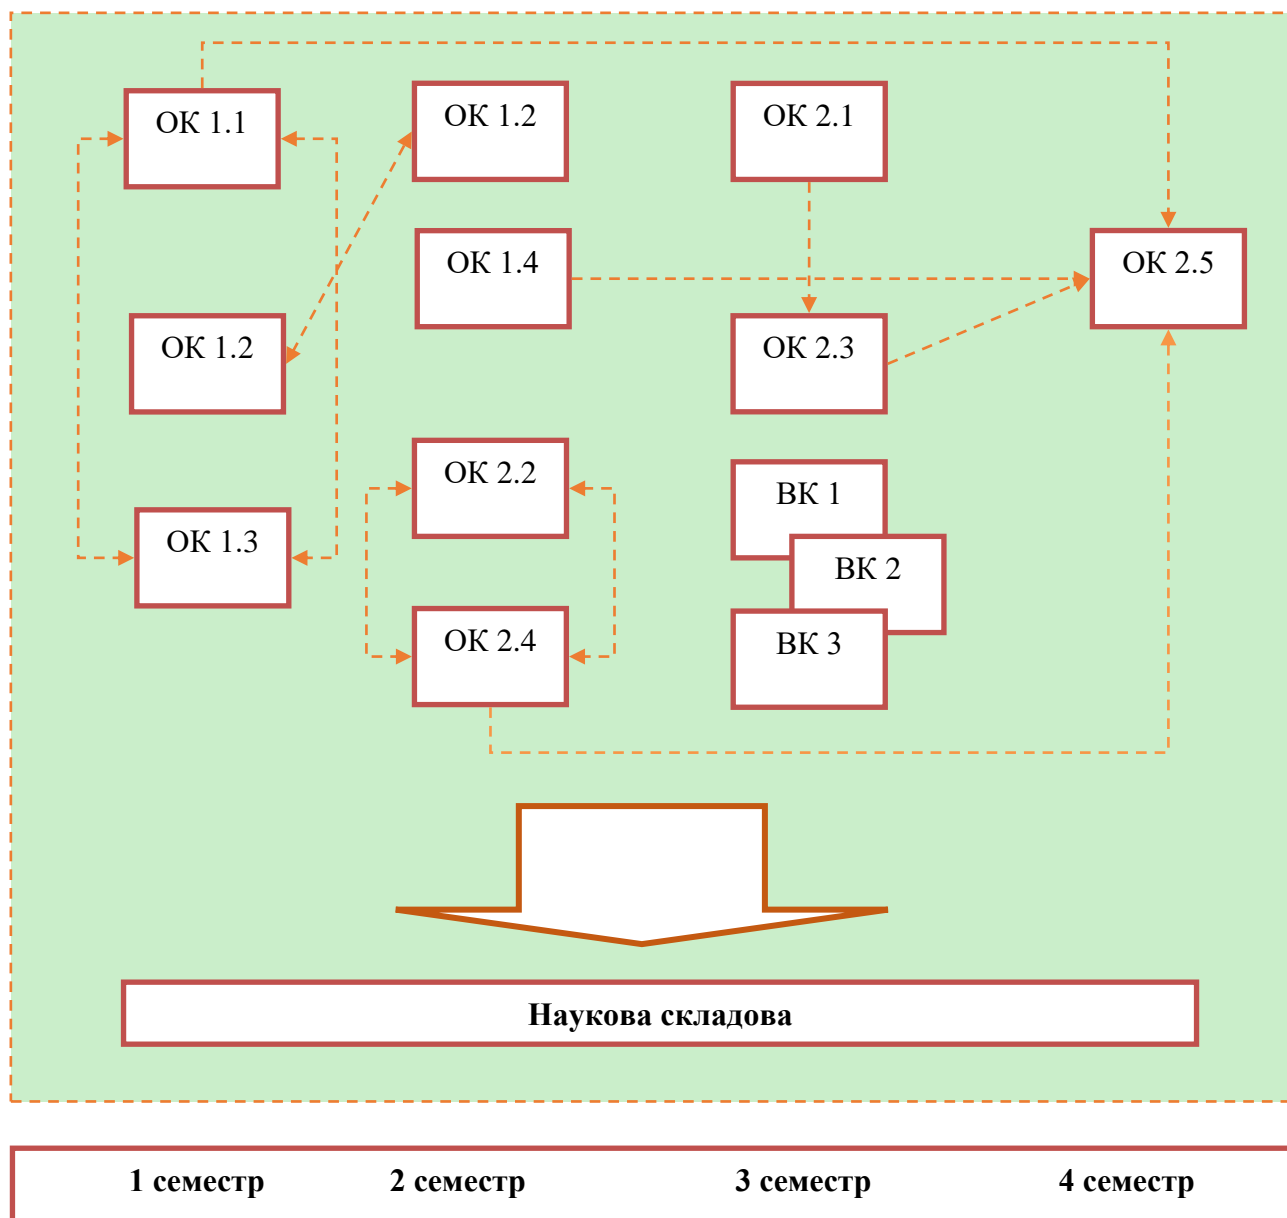 ОК 1.1
ОК 1.2
ОК 2.1
ОК 1.4
ОК 2.5
ОК 1.2
ОК 2.3
ОК 2.2
ВК 1
ОК 1.3
ВК 2
ОК 2.4
ВК 3
Наукова складова
1 семестр 2 семестр 3 семестр 4 семестр